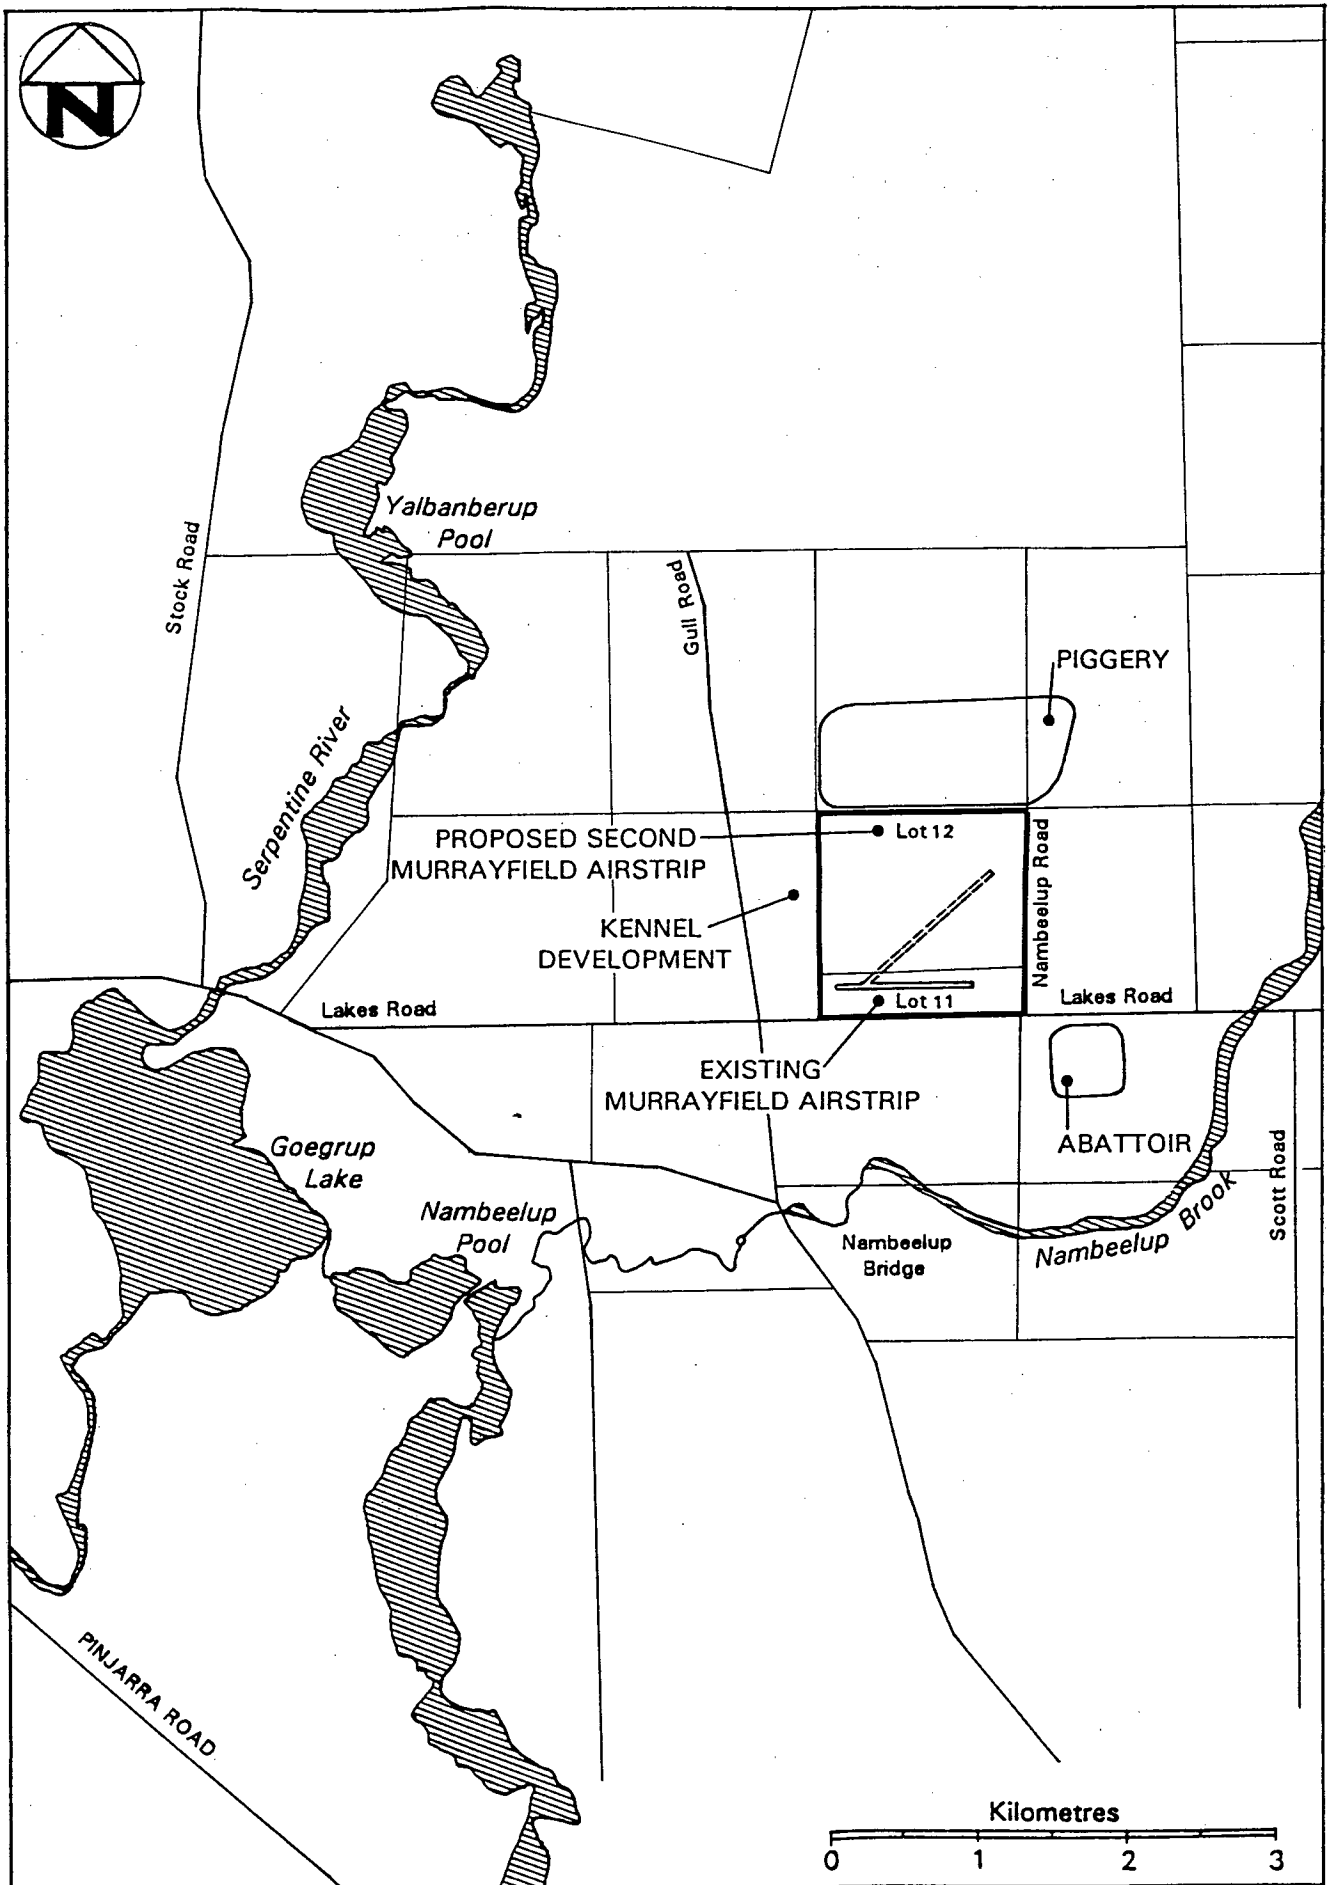 N
Yalbanberup
Pool
Stock Road
Gull Road
PIGGERY
Serpentine River
PROPOSED SECOND
MURRAYFIELD AIRSTRIP
Lot 12
Nambeelup Road
KENNEL
DEVELOPMENT
Lakes Road
Lot 11
Lakes Road
EXISTING
MURRAYFIELD AIRSTRIP
ABATTOIR
Goegrup
Lake
Scott Road
Nambeelup
Pool
Nambeelup
Bridge
Nambeelup Brook
PINJARRA ROAD
Kilometres
0 1 2 3